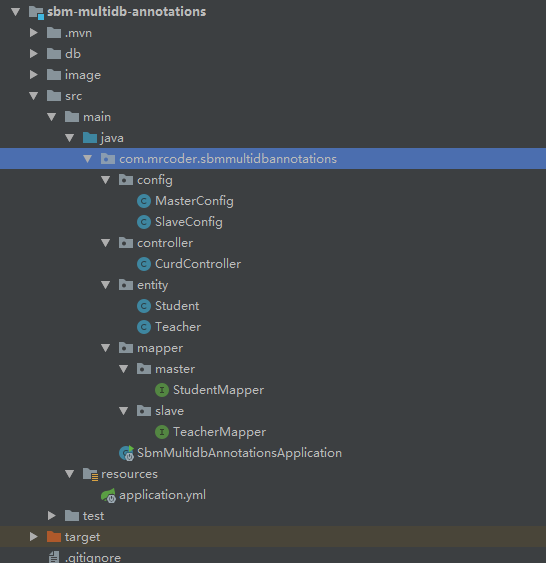 sbm-multidb-annotations
.mvn
db
image
src
main
java
com.mrcoder.sbmmultidbannotations
config
MasterConfig
SlaveConfig
controller
CurdController
entity
Student
Teacher
mapper
master
StudentMapper
slave
TeacherMapper
SbmMultidbAnnotationsApplication
resources
application.yml
test
target
.gitignore